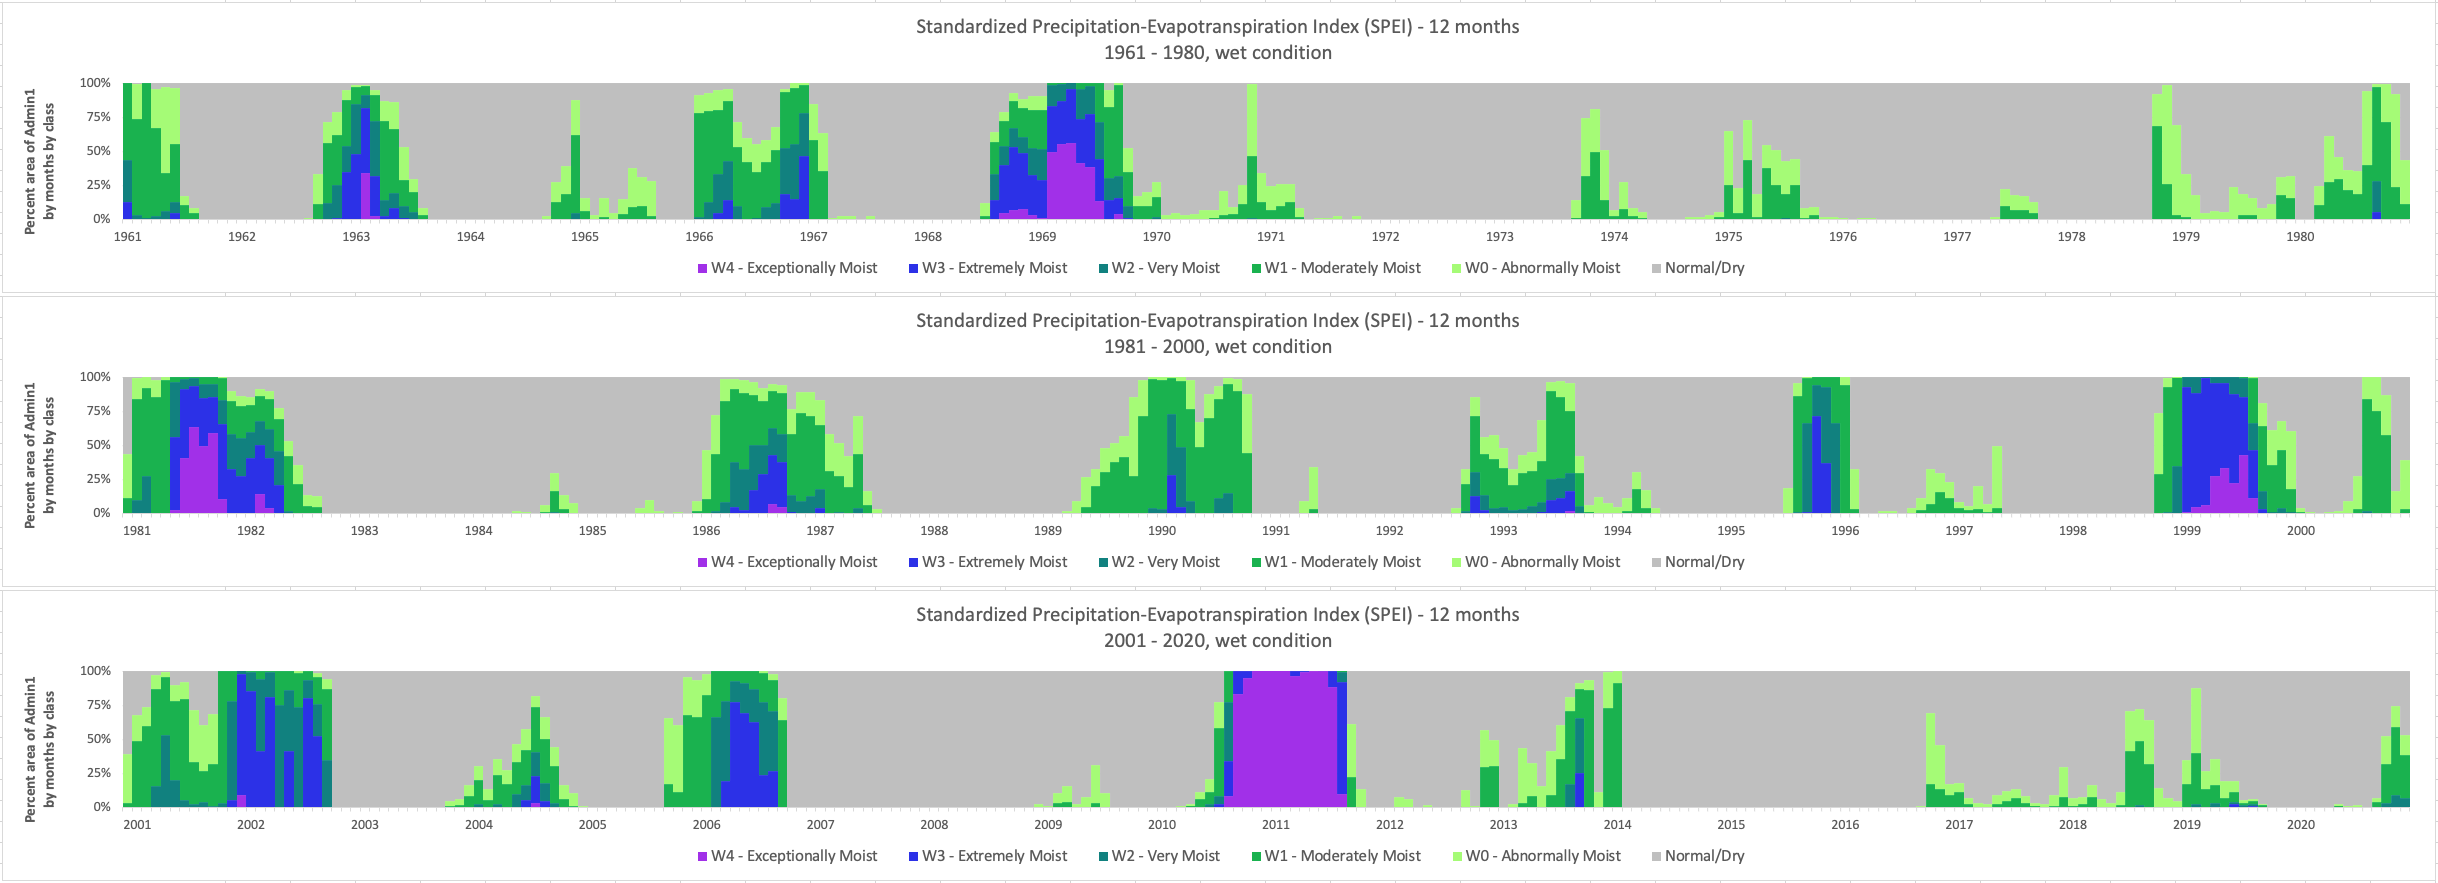 Standardized Precipitation-Evapotranspiration Index (SPEI) - 12 months
1961 - 1980, wet condition
Percent area of Admin1
by months by class
100%
75%
50%
25%
0%
1961 1962 1963 1964 1965 1966 1967 1968 1969 1970 1971 1972 1973 1974 1975 1976 1977 1978 1979 1980
W4 - Exceptionally Moist W3 - Extremely Moist W2 - Very Moist W1 - Moderately Moist W0 - Abnormally Moist Normal/Dry
Standardized Precipitation-Evapotranspiration Index (SPEI) - 12 months
1981 - 2000, wet condition
Percent area of Admin1
by months by class
100%
75%
50%
25%
0%
1981 1982 1983 1984 1985 1986 1987 1988 1989 1990 1991 1992 1993 1994 1995 1996 1997 1998 1999 2000
W4 - Exceptionally Moist W3 - Extremely Moist W2 - Very Moist W1 - Moderately Moist W0 - Abnormally Moist Normal/Dry
Standardized Precipitation-Evapotranspiration Index (SPEI) - 12 months
2001 - 2020, wet condition
Percent area of Admin1
by months by class
100%
75%
50%
25%
0%
2001 2002 2003 2004 2005 2006 2007 2008 2009 2010 2011 2012 2013 2014 2015 2016 2017 2018 2019 2020
W4 - Exceptionally Moist W3 - Extremely Moist W2 - Very Moist W1 - Moderately Moist W0 - Abnormally Moist Normal/Dry